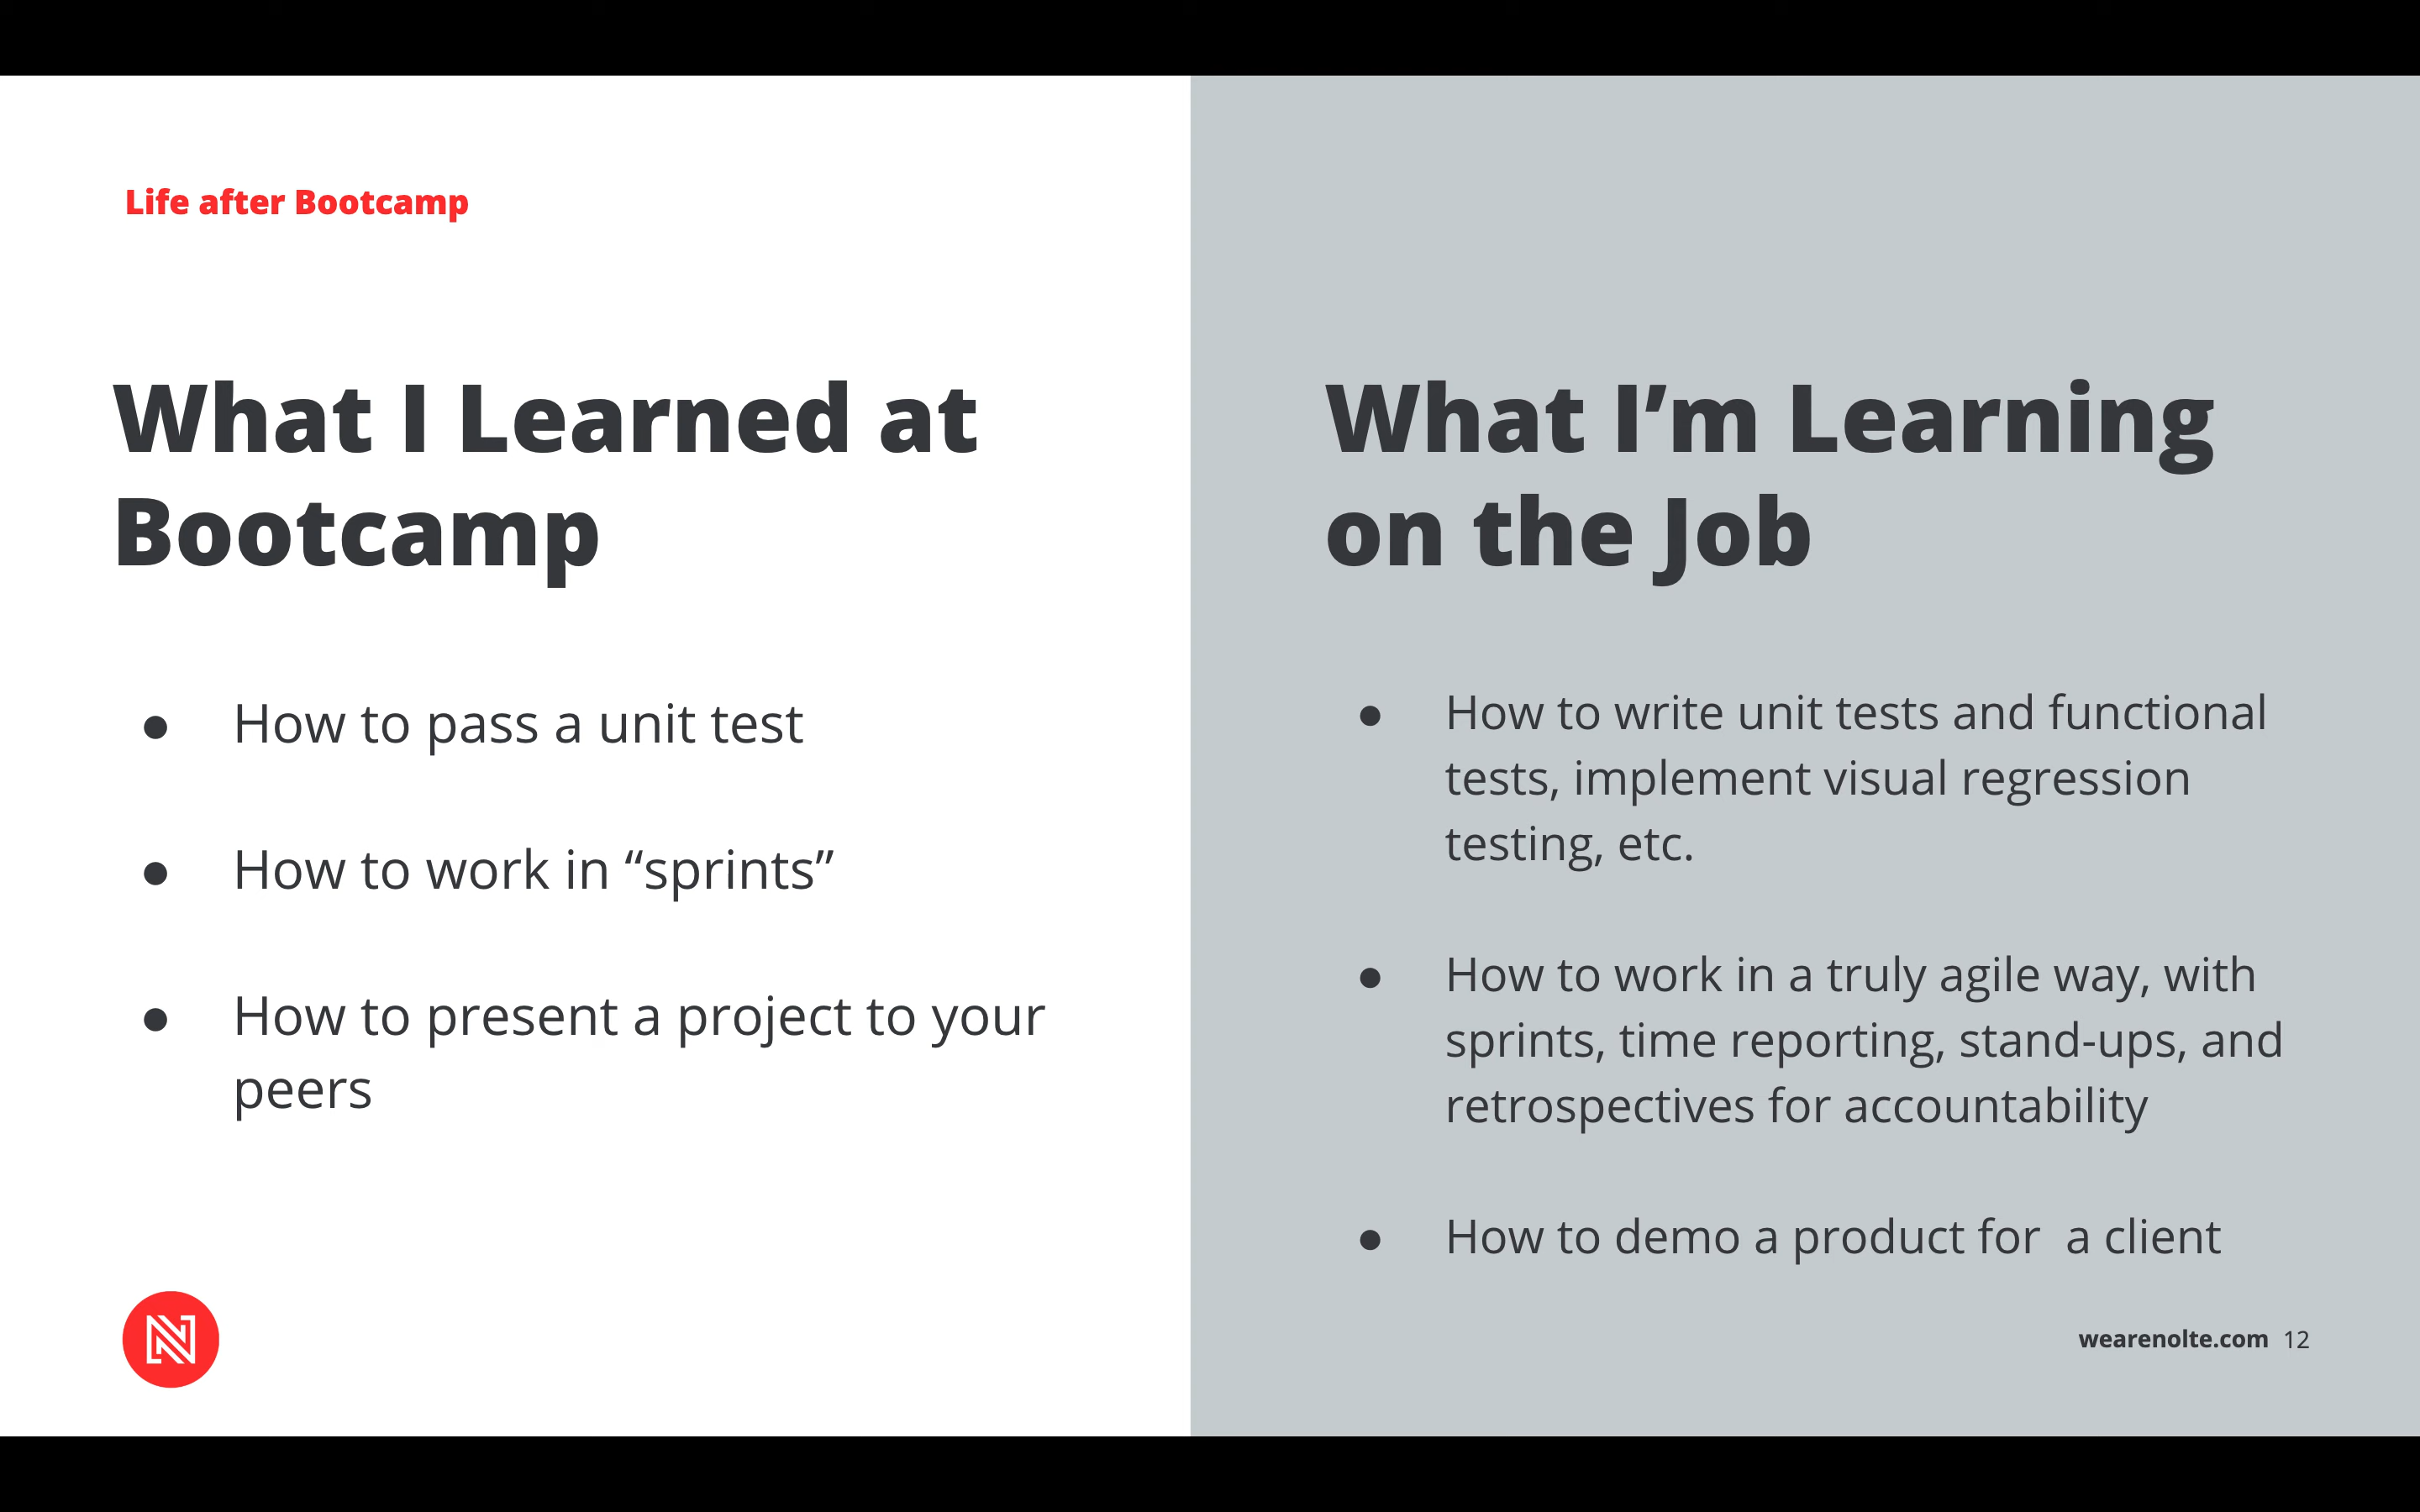 Life after Bootcamp
What I Learned at
Bootcamp
● How to pass a unit test
● How to work in “sprints”
● How to present a project to your
peers
What I’m Learning
on the Job
● How to write unit tests and functional
tests, implement visual regression
testing, etc.
● How to work in a truly agile way, with
sprints, time reporting, stand-ups, and
retrospectives for accountability
● How to demo a product for  a client
N
wearenolte.com 12